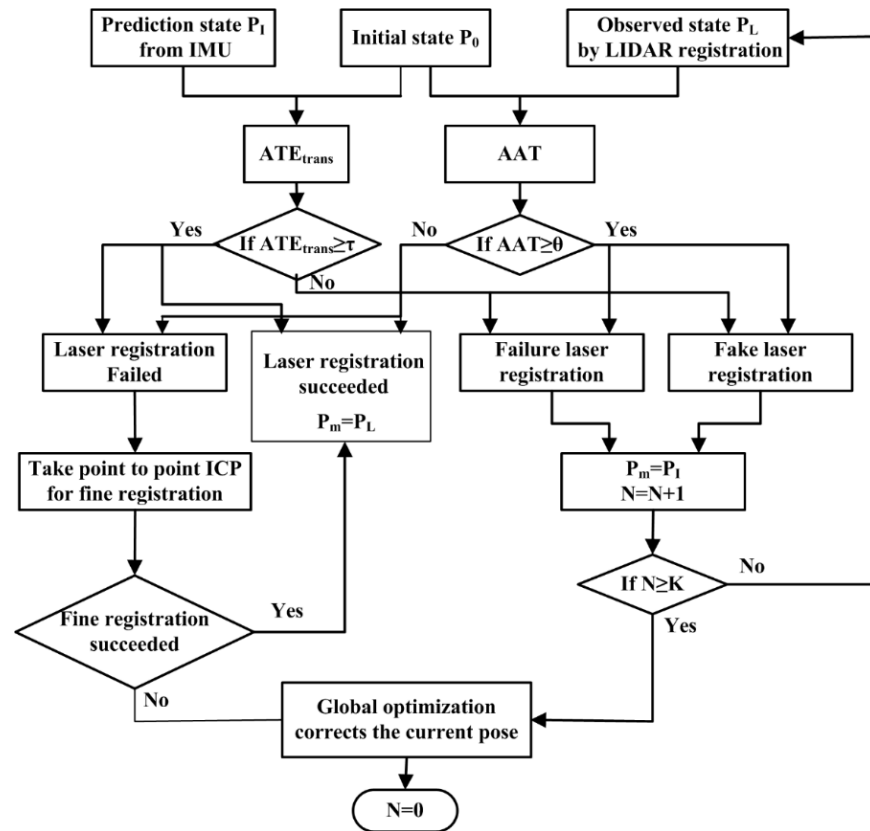 Prediction state P_I
from IMU
Initial state P_0
Observed state P_L
by LIDAR registration
ATE_trans
AAT
Yes
If ATE_trans≥τ
No
No
If AAT≥θ
Yes
Laser registration
Failed
Laser registration
succeeded
P_m=P_L
Failure laser
registration
Fake laser
registration
Take point to point ICP
for fine registration
P_m=P_I
N=N+1
Fine registration
succeeded
Yes
No
If N≥K
No
Yes
Global optimization
corrects the current pose
N=0